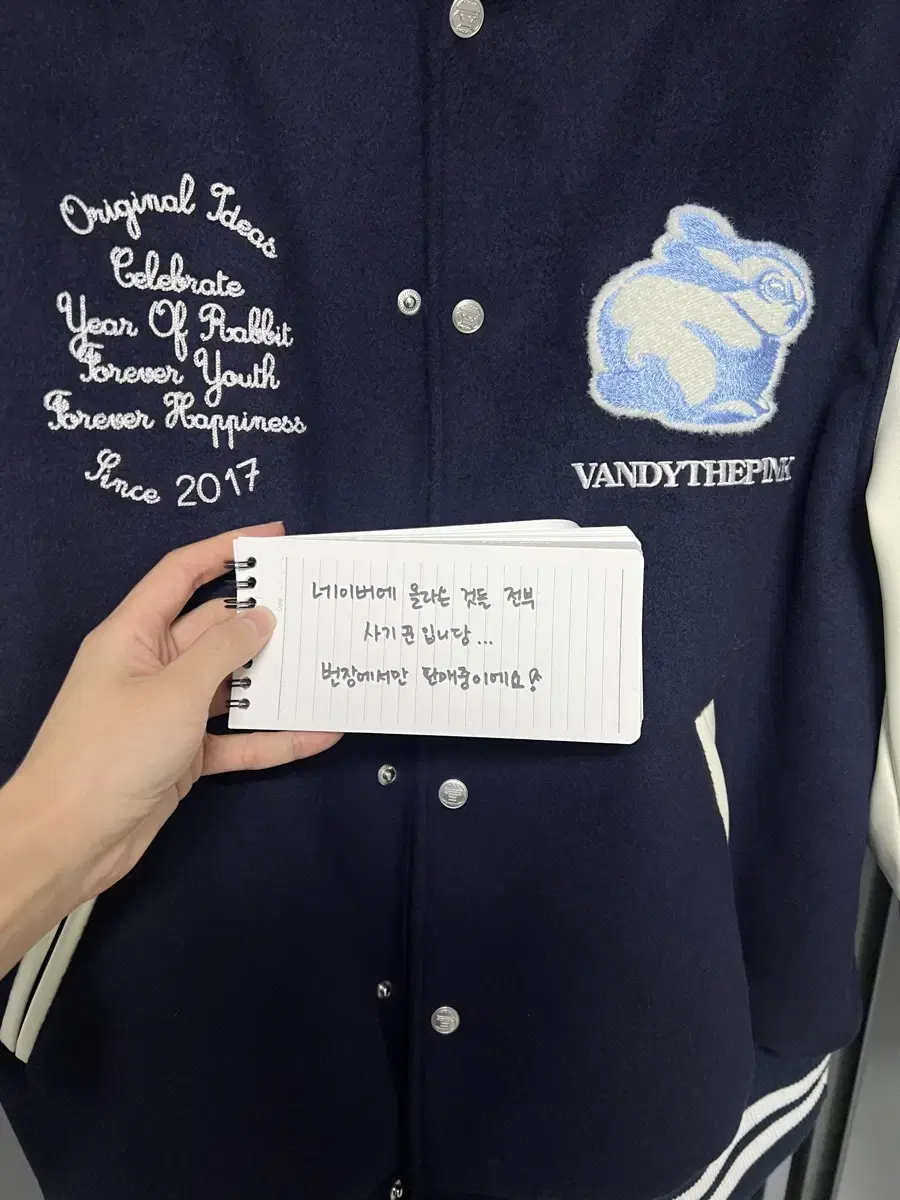 Original Ideas
Celebrate
Year Of Rabbit
Forever Youth
Forever Happiness
Since 2017
VANDYTHEPINK
네이버에 올라온 것들 전부
사기꾼입니당...
번장에서만 판매중이에요!